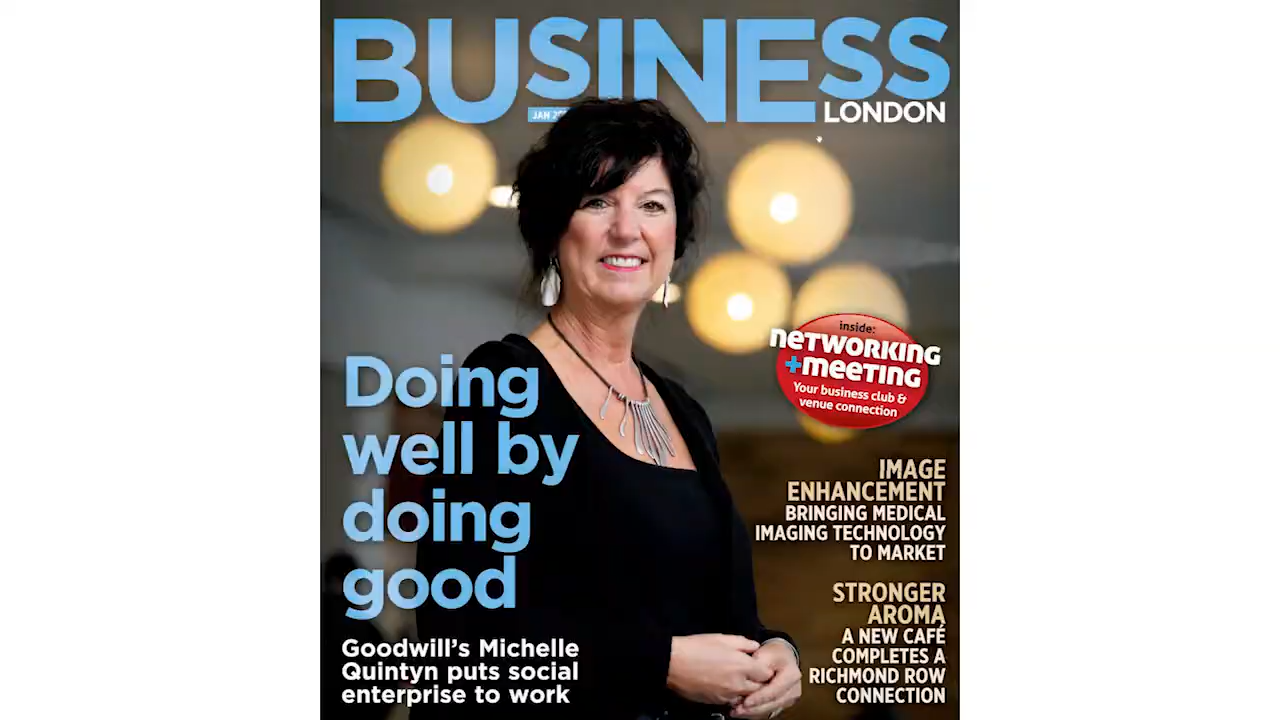 BUSINESS
LONDON
JAN
Doing
well by
doing
good
Goodwill's Michelle
Quintyn puts social
enterprise to work
inside:
networking
+meeting
Your business club &
venue connection
IMAGE
ENHANCEMENT
BRINGING MEDICAL
IMAGING TECHNOLOGY
TO MARKET
STRONGER
AROMA
A NEW CAFÉ
COMPLETES A
RICHMOND ROW
CONNECTION